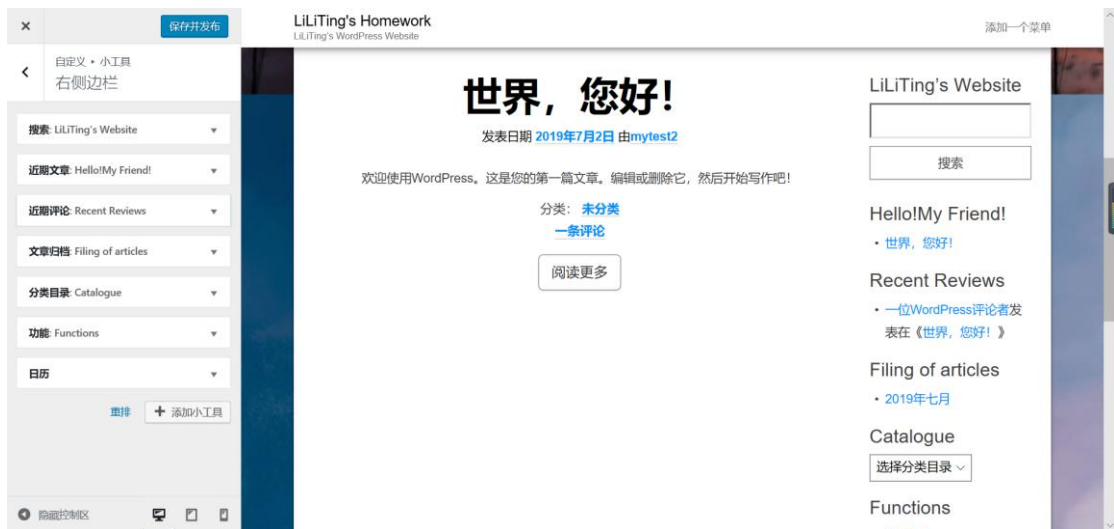 保存并发布
自定义 • 小工具
右侧边栏
搜索: LiLiTing's Website
近期文章: Hello!My Friend!
近期评论: Recent Reviews
文章归档: Filing of articles
分类目录: Catalogue
功能: Functions
日历
重排
添加小工具
隐藏控制区
LiLiTing's Homework
LiLiTing's WordPress Website
添加一个菜单
世界，您好！
发表日期 2019年7月2日 由mytest2
欢迎使用WordPress。这是您的第一篇文章。编辑或删除它，然后开始写作吧！
分类： 未分类
一条评论
阅读更多
LiLiTing's Website
搜索
Hello!My Friend!
世界，您好！
Recent Reviews
一位WordPress评论者发
表在《世界，您好！》
Filing of articles
2019年七月
Catalogue
选择分类目录
Functions